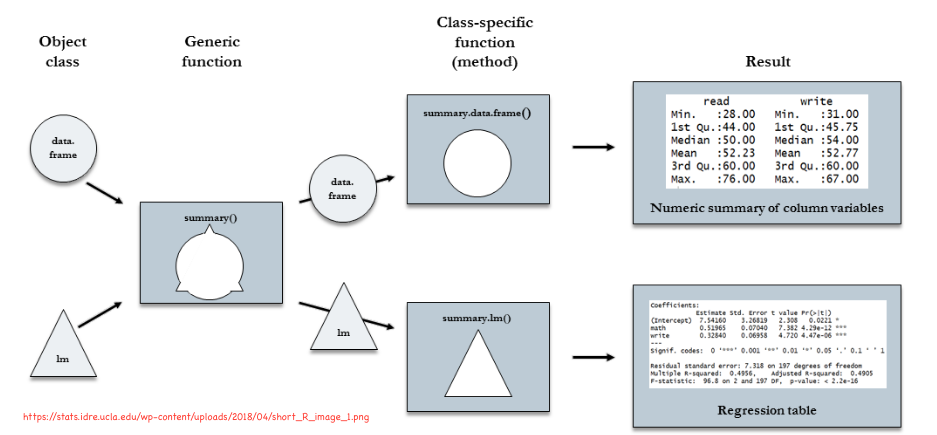 Object
class
Generic
function
Class-specific
function
(method)
Result
data.
frame
summary()
lm
data.
frame
lm
summary.data.frame()
summary.lm()
read write
Min. :28.00 Min. :31.00
1st Qu.:44.00 1st Qu.:45.75
Median :50.00 Median :54.00
Mean :52.23 Mean :52.77
3rd Qu.:60.00 3rd Qu.:60.00
Max. :76.00 Max. :67.00
Numeric summary of column variables
Coefficients:
Estimate Std. Error t value Pr(>|t|)
(Intercept) 7.54160 3.26819 2.308 0.0221 *
math 0.51965 0.07040 7.382 4.29e-12 ***
write 0.32840 0.06958 4.720 4.47e-06 ***
---
Signif. codes: 0 '***' 0.001 '**' 0.01 '*' 0.05 '.' 0.1 ' ' 1
Residual standard error: 7.318 on 197 degrees of freedom
Multiple R-squared: 0.4956, Adjusted R-squared: 0.4905
F-statistic: 96.8 on 2 and 197 DF, p-value: < 2.2e-16
Regression table
https://stats.idre.ucla.edu/wp-content/uploads/2018/04/short_R_image_1.png